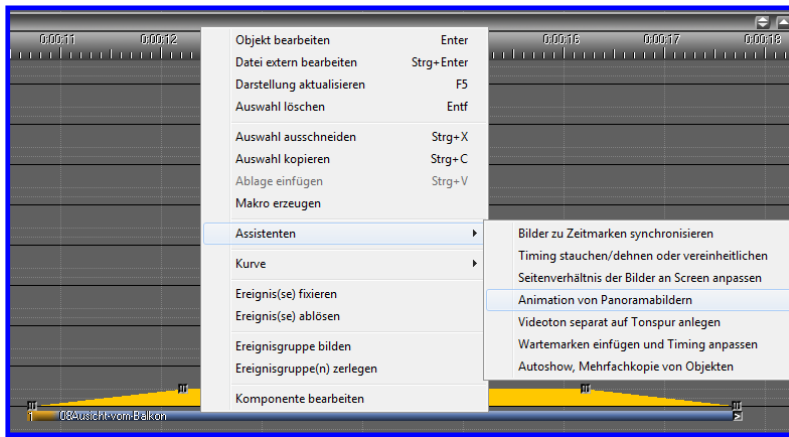 0:00:11 0:00:12 0:00:16 0:00:17 0:00:18
Objekt bearbeiten Enter
Datei extern bearbeiten Strg+Enter
Darstellung aktualisieren F5
Auswahl löschen Entf
Auswahl ausschneiden Strg+X
Auswahl kopieren Strg+C
Ablage einfügen Strg+V
Makro erzeugen
Assistenten
Kurve
Ereignis(se) fixieren
Ereignis(se) ablösen
Ereignisgruppe bilden
Ereignisgruppe(n) zerlegen
Komponente bearbeiten
Bilder zu Zeitmarken synchronisieren
Timing stauchen/dehnen oder vereinheitlichen
Seitenverhältnis der Bilder an Screen anpassen
Animation von Panoramabildern
Videoton separat auf Tonspur anlegen
Wartemarken einfügen und Timing anpassen
Autoshow, Mehrfachkopie von Objekten
1 08Ausicht-vom-Balkon